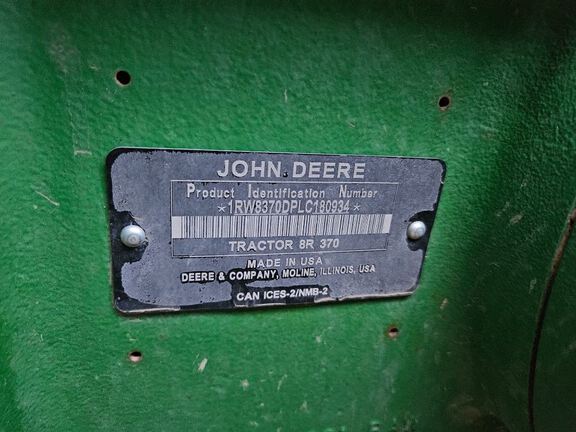 JOHN DEERE
Product Identification Number
*1RW8370DPLC180934*
TRACTOR 8R 370
MADE IN USA
DEERE & COMPANY, MOLINE, ILLINOIS, USA
CAN ICES-2/NMB-2